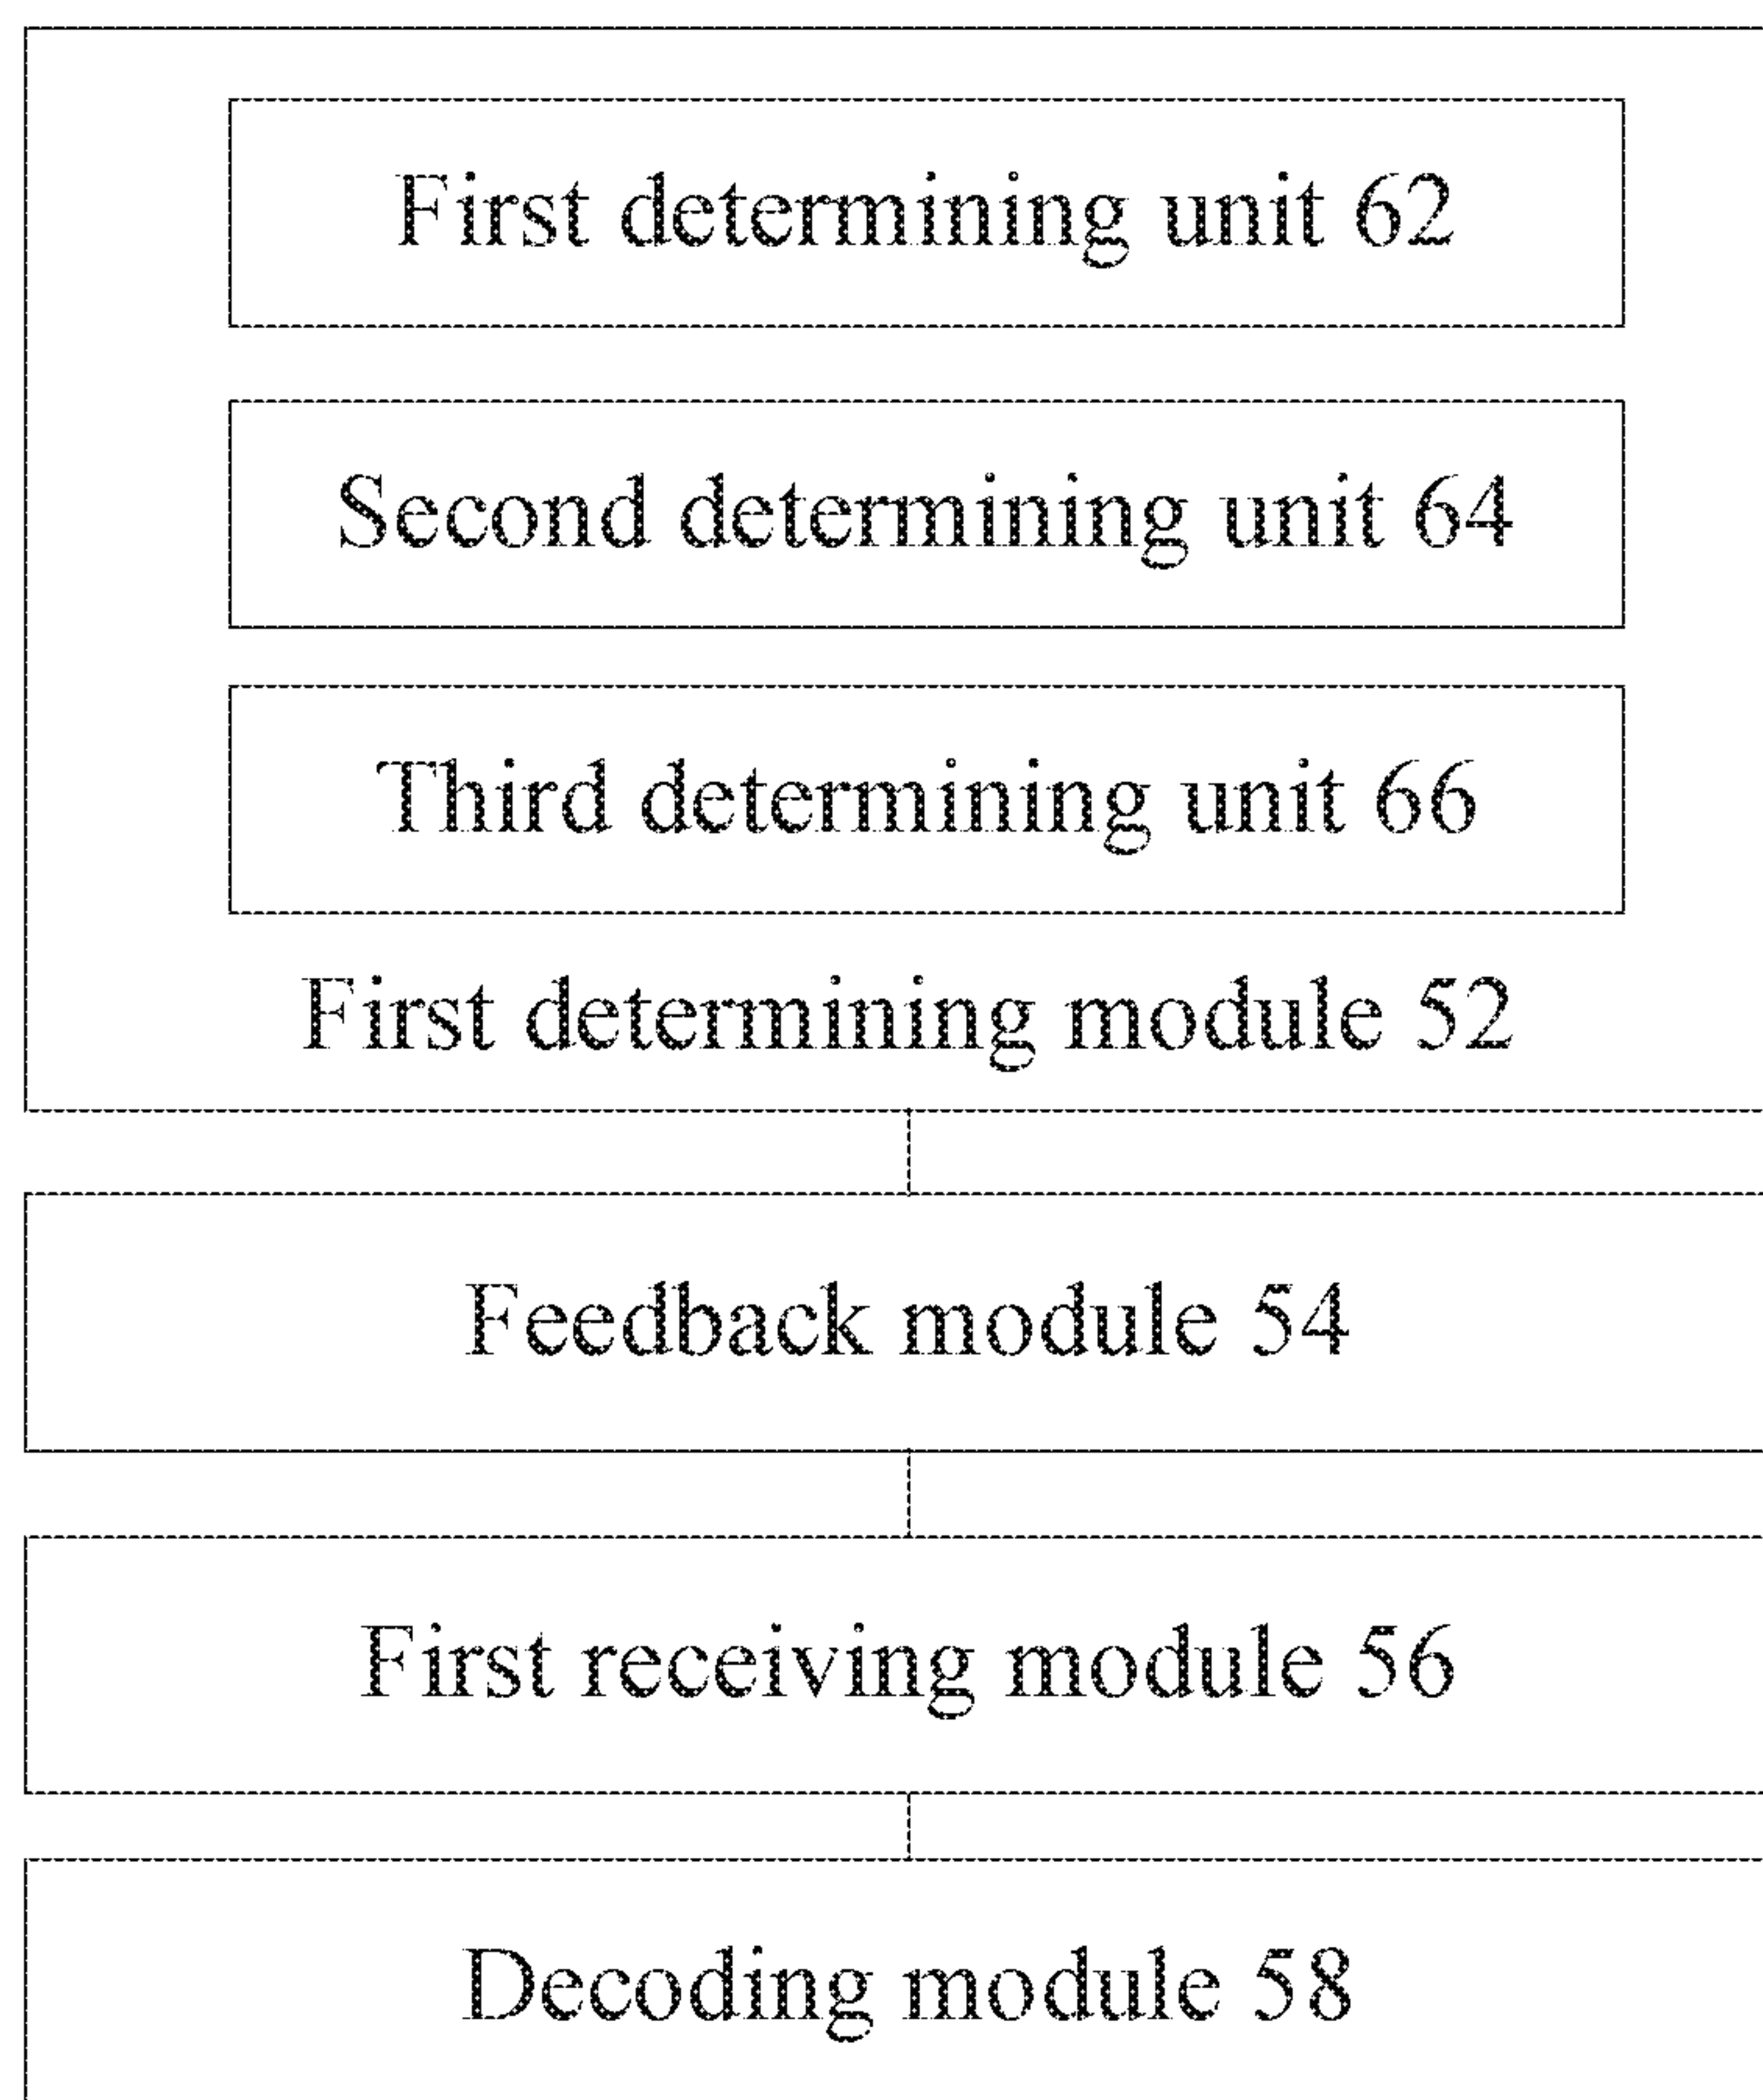 First determining unit 62
Second determining unit 64
Third determining unit 66
First determining module 52
Feedback module 54
First receiving module 56
Decoding module 58